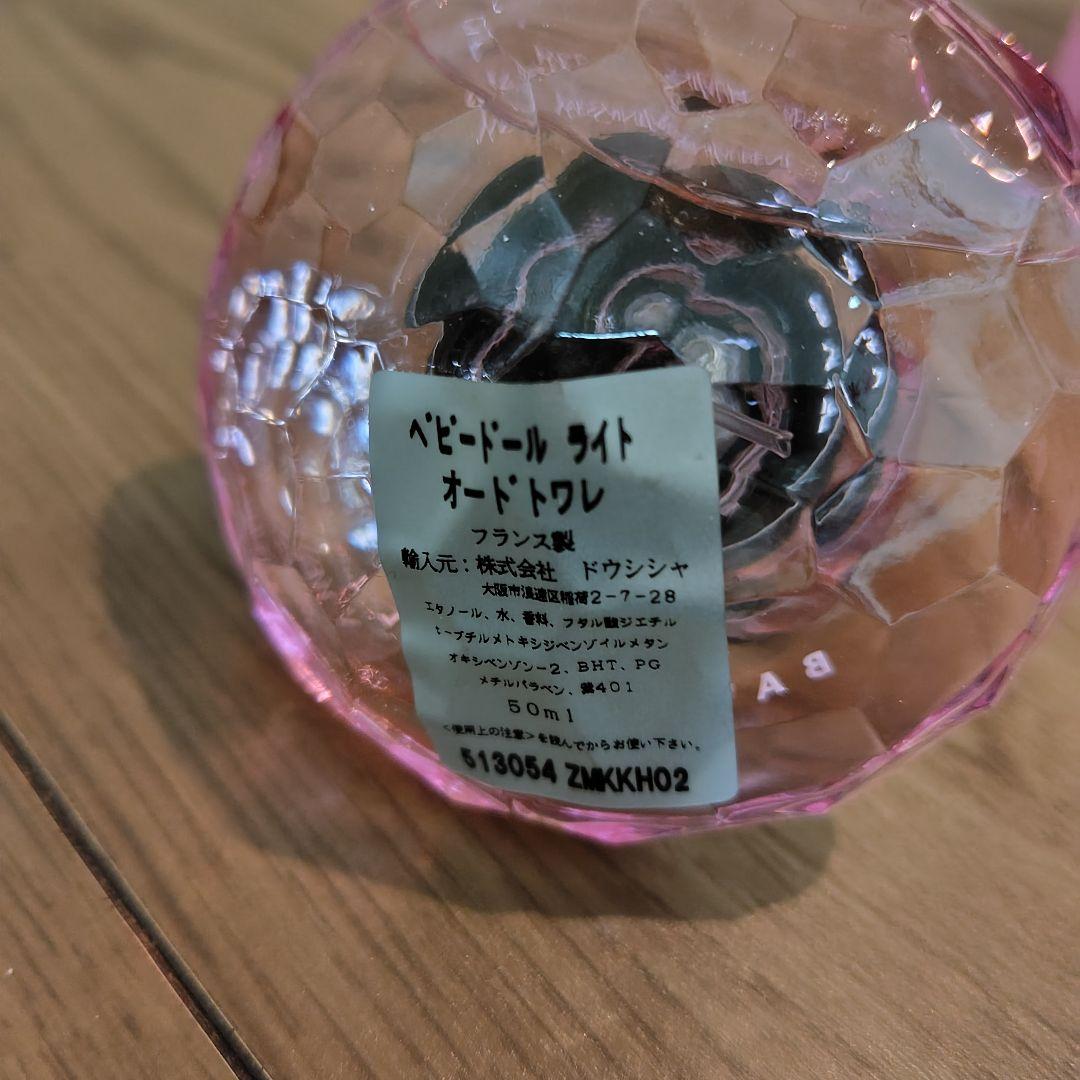 ベビードール ライト
オードトワレ
フランス製
輸入元：株式会社 ドウシシャ
大阪市浪速区稲荷2-7-28
エタノール、水、香料、フタル酸ジエチル
t-ブチルメトキシジベンゾイルメタン
オキシベンゾン-2、BHT、PG
メチルパラベン、紫401
50ml
<使用上の注意>を読んでからお使い下さい。
513054 ZMKKH02
BA